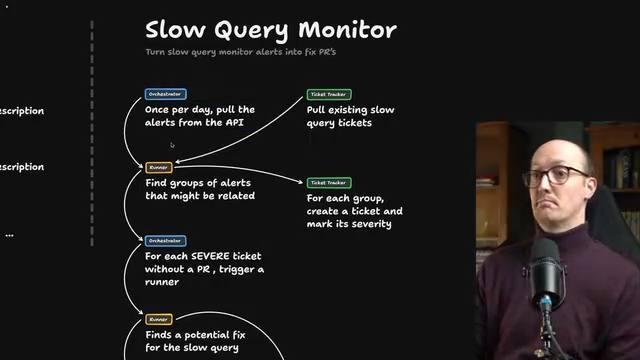 Slow Query Monitor
Turn slow query monitor alerts into fix PR's
escription
escription
...
Orchestrator
Once per day, pull the
alerts from the API
Ticket Tracker
Pull existing slow
query tickets
Runner
Find groups of alerts
that might be related
Ticket Tracker
For each group,
create a ticket and
mark its severity
Orchestrator
For each SEVERE ticket
without a PR , trigger a
runner
Runner
Finds a potential fix
for the slow query